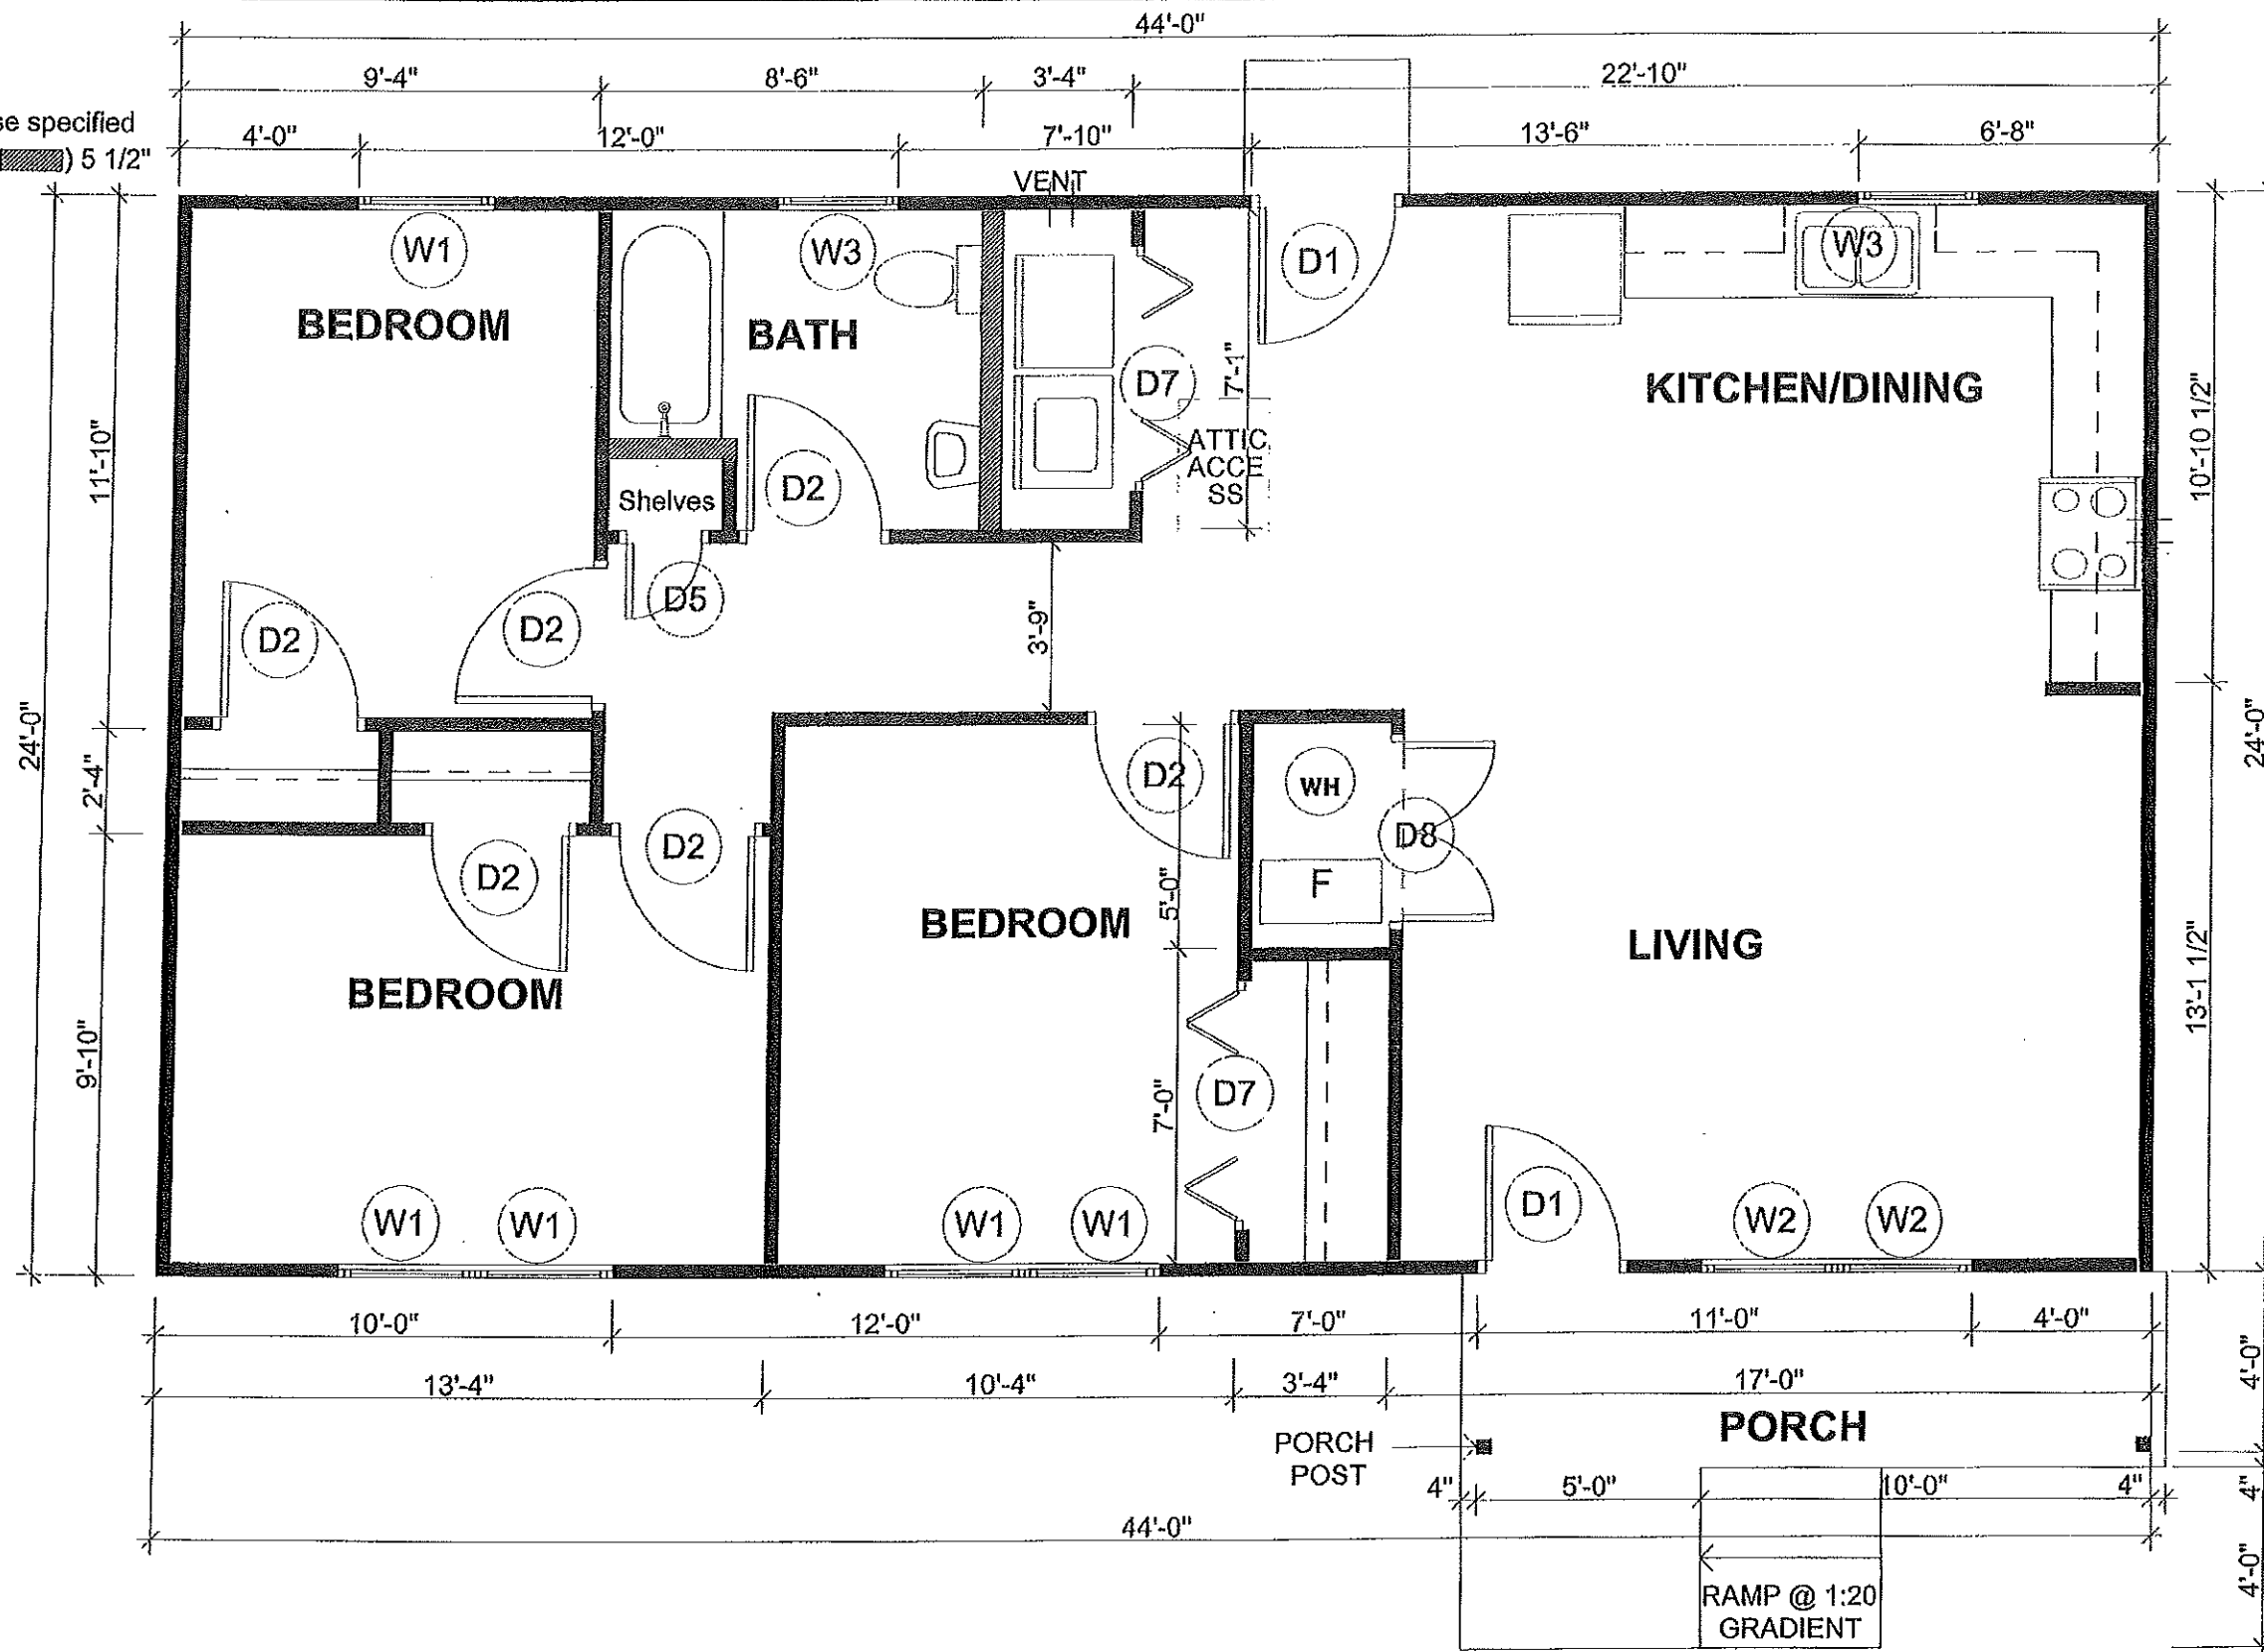 44'-0"
9'-4" 8'-6" 3'-4" 22'-10"
se specified
4'-0" 12'-0" 7'-10" 13'-6" 6'-8"
) 5 1/2"
VENT
W1 W3 D1 W3
BEDROOM BATH
7'-1"
D7 KITCHEN/DINING
10'-10 1/2"
11'-10"
ATTIC
ACCE
SS
Shelves D2
D5
D2 D2
3'-9"
24'-0"
24'-0"
2'-4"
D2 WH
D2 D2 D8
F
5'-0"
BEDROOM
LIVING
BEDROOM
13'-1 1/2"
9'-10"
7'-0"
D7
D1
W1 W1 W1 W1 W2 W2
10'-0" 12'-0" 7'-0" 11'-0" 4'-0"
13'-4" 10'-4" 3'-4" 17'-0"
4'-0"
PORCH
PORCH
POST
4" 5'-0" 10'-0" 4" 4"
44'-0"
4'-0"
RAMP @ 1:20
GRADIENT